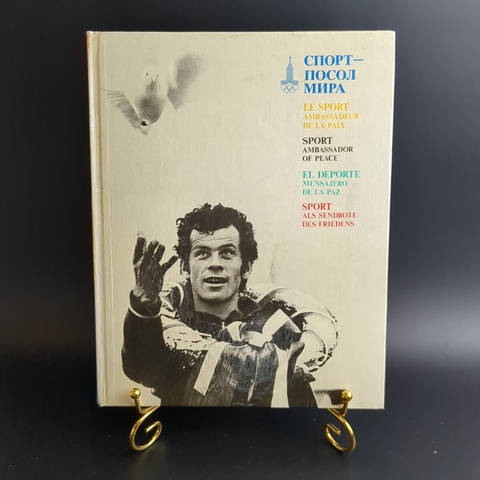 СПОРТ—
ПОСОЛ
МИРА
LE SPORT
AMBASSADEUR
DE LA PAIX
SPORT
AMBASSADOR
OF PEACE
EL DEPORTE
MENSAJERO
DE LA PAZ
SPORT
ALS SENDBOTE
DES FRIEDENS